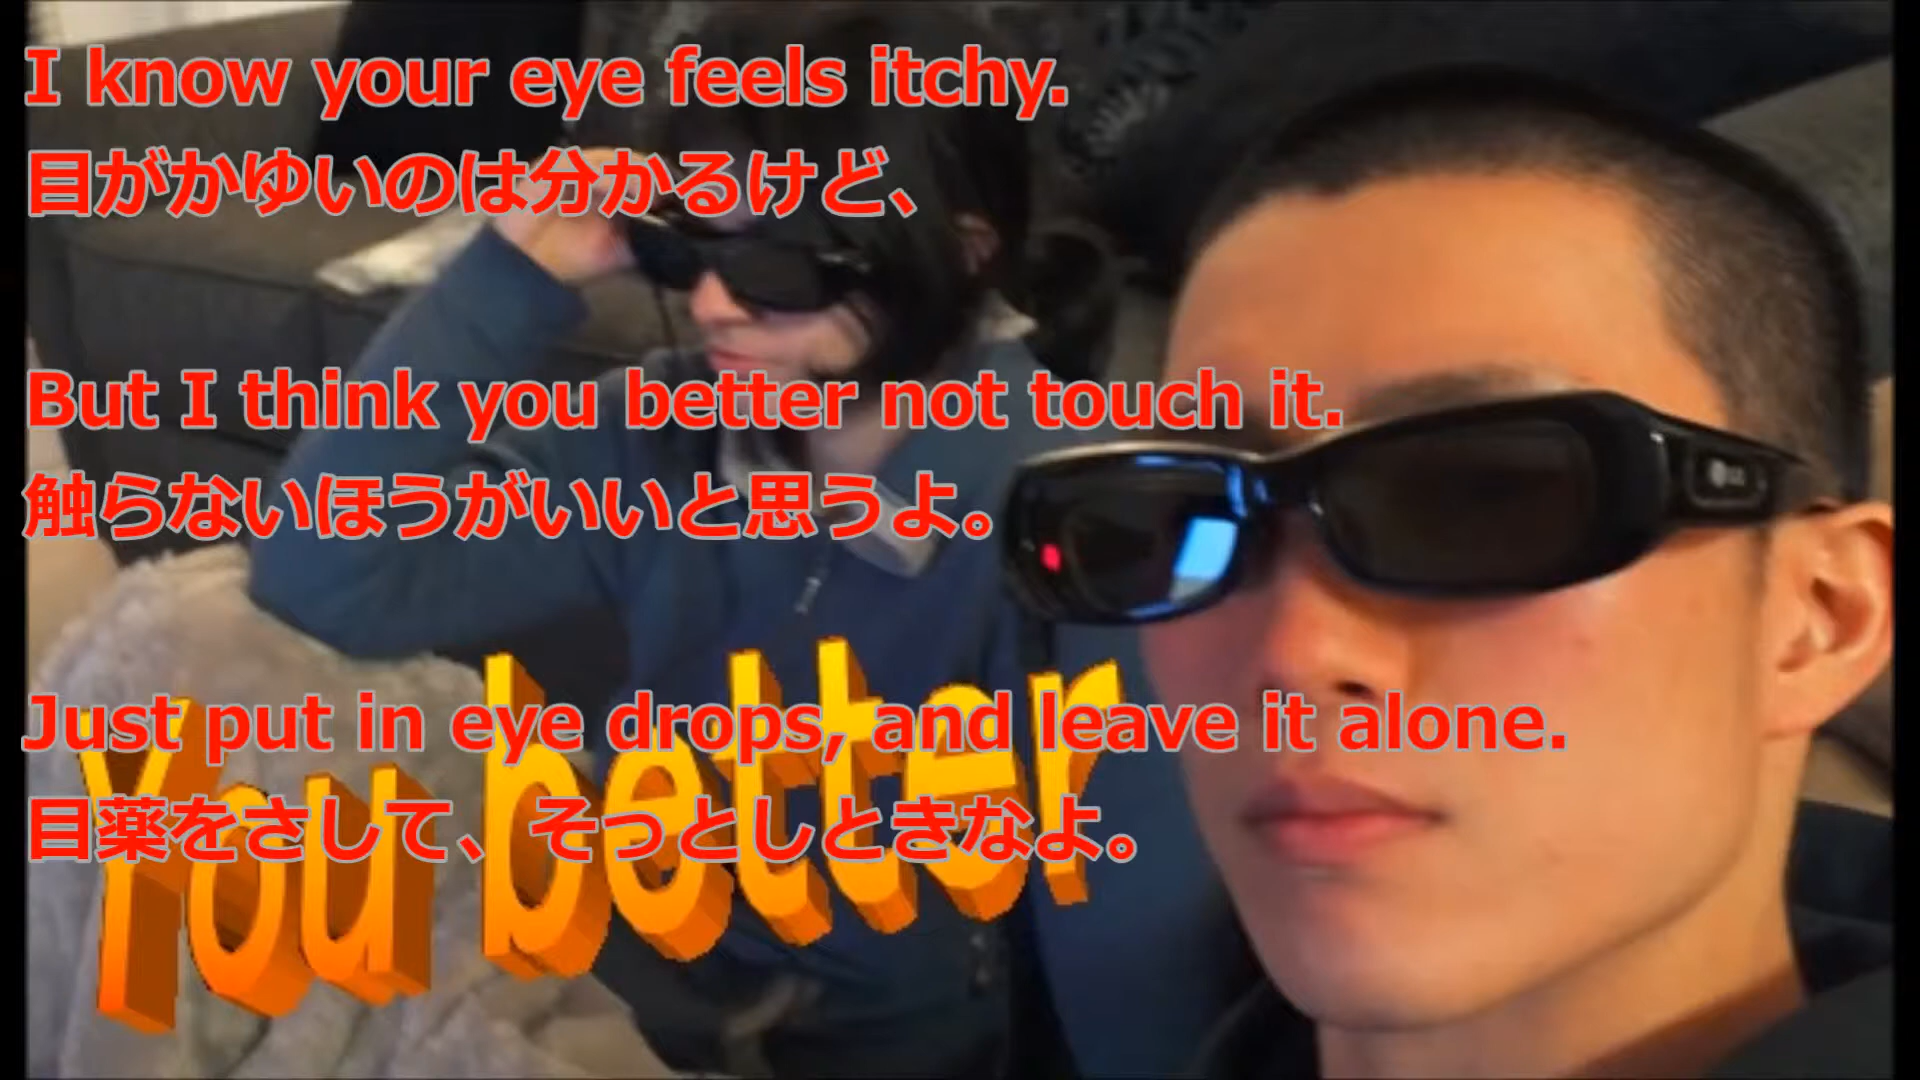 I know your eye feels itchy.
目がかゆいのは分かるけど、
But I think you better not touch it.
触らないほうがいいと思うよ。
Just put in eye drops, and leave it alone.
目薬をさして、そっとしときなよ。
You better